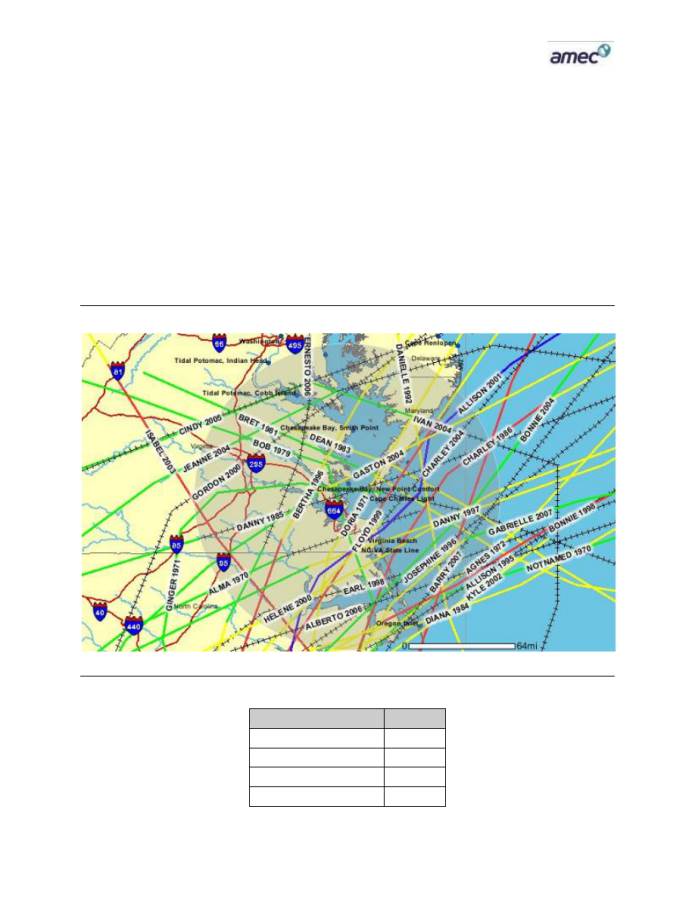 amec
66
Washington
495
ERNESTO 2006
DANIELLE 1992
Cape Henlopen
Delaware
81
Tidal Potomac, Indian Head
Tidal Potomac, Cobb Island
ALLISON 2001
Maryland
BONNIE 2004
CINDY 2005
BRET 1981
Chesapeake Bay, Smith Point
IVAN 2004
ISABEL 2003
BOB 1979
DEAN 1983
CHARLEY 2004
CHARLEY 1986
JEANNE 2004
295
GASTON 2004
GORDON 2000
BERTHA 1996
Chesapeake Bay, New Point Comfort
Cape Charles Light
664
DORIA 1971
FLOYD 1999
DANNY 1985
DANNY 1997
GABRIELLE 2007
BONNIE 1998
85
Virginia Beach
NC/VA State Line
JOSEPHINE 1996
BARRY 2007
AGNES 1972
ALLISON 1995
NOTNAMED 1970
95
GINGER 1971
ALMA 1970
EARL 1998
KYLE 2002
North Carolina
HELENE 2000
ALBERTO 2006
DIANA 1984
40
440
Oregon Inlet
0
64mi